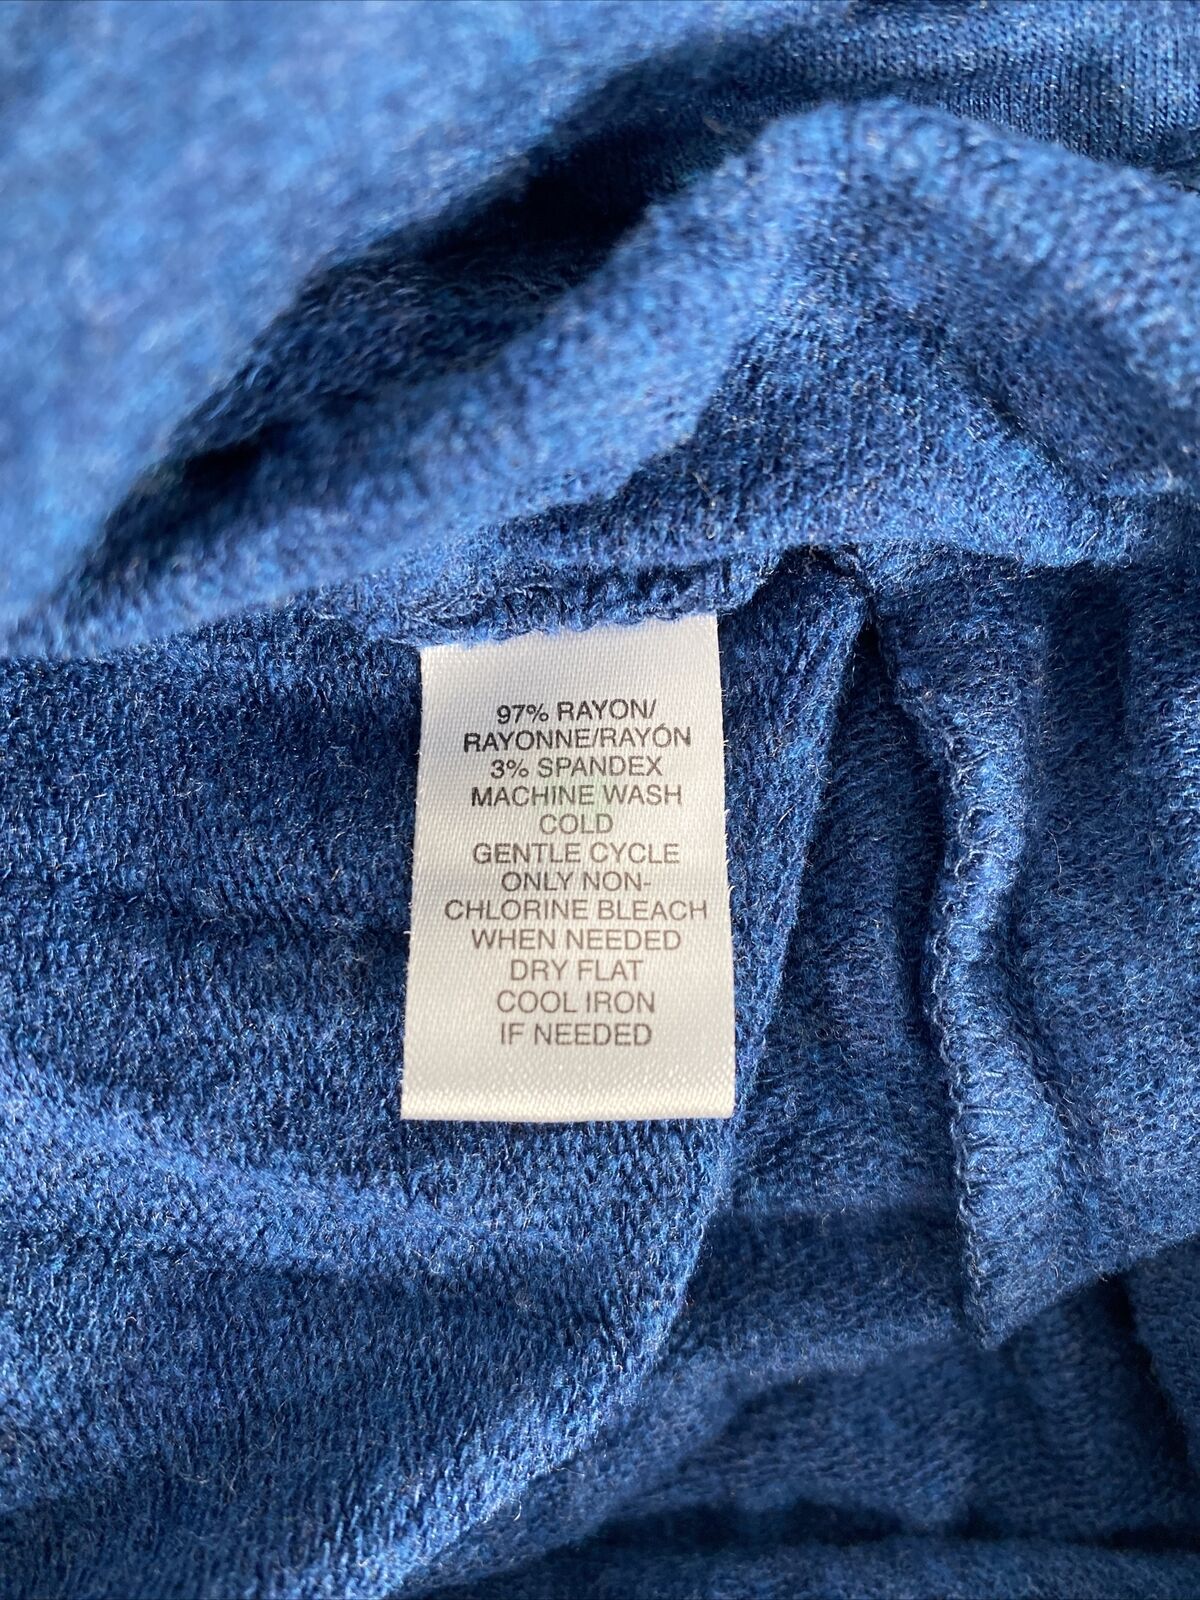 97% RAYON/
RAYONNE/RAYÓN
3% SPANDEX
MACHINE WASH
COLD
GENTLE CYCLE
ONLY NON-
CHLORINE BLEACH
WHEN NEEDED
DRY FLAT
COOL IRON
IF NEEDED